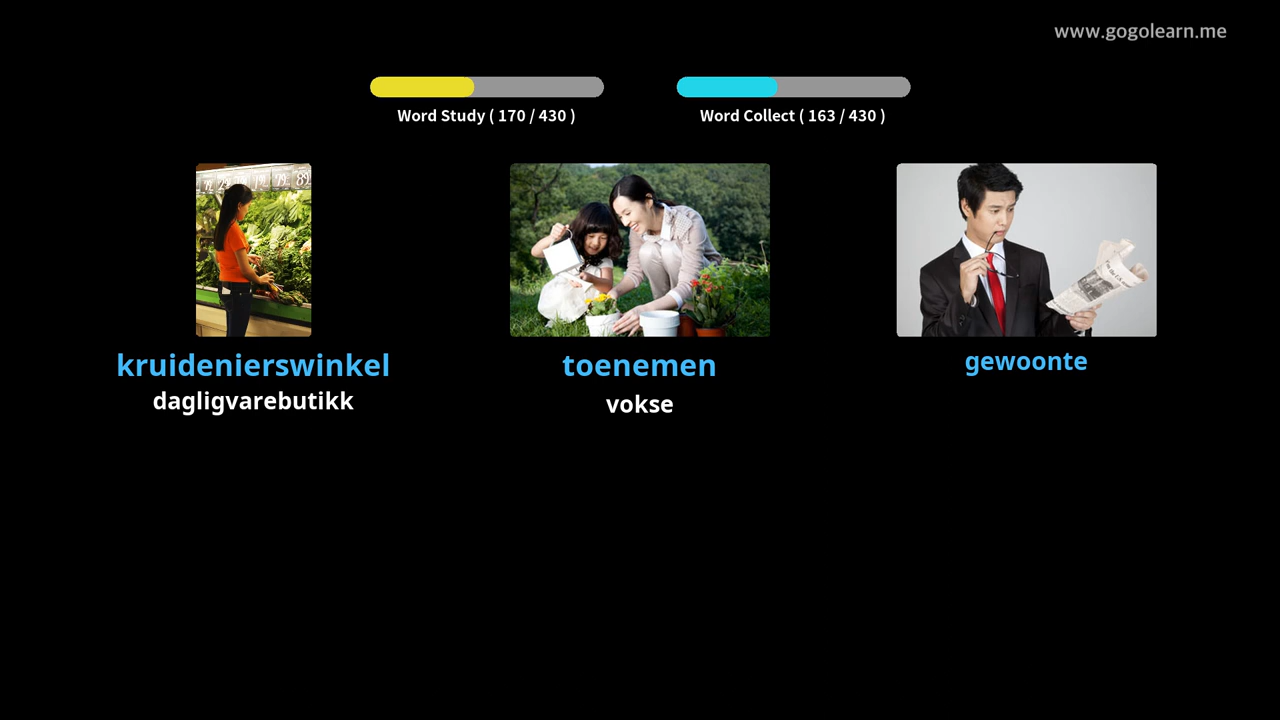 www.gogolearn.me
Word Study ( 170 / 430 )
Word Collect ( 163 / 430 )
kruidenierswinkel
dagligvarebutikk
toenemen
vokse
gewoonte